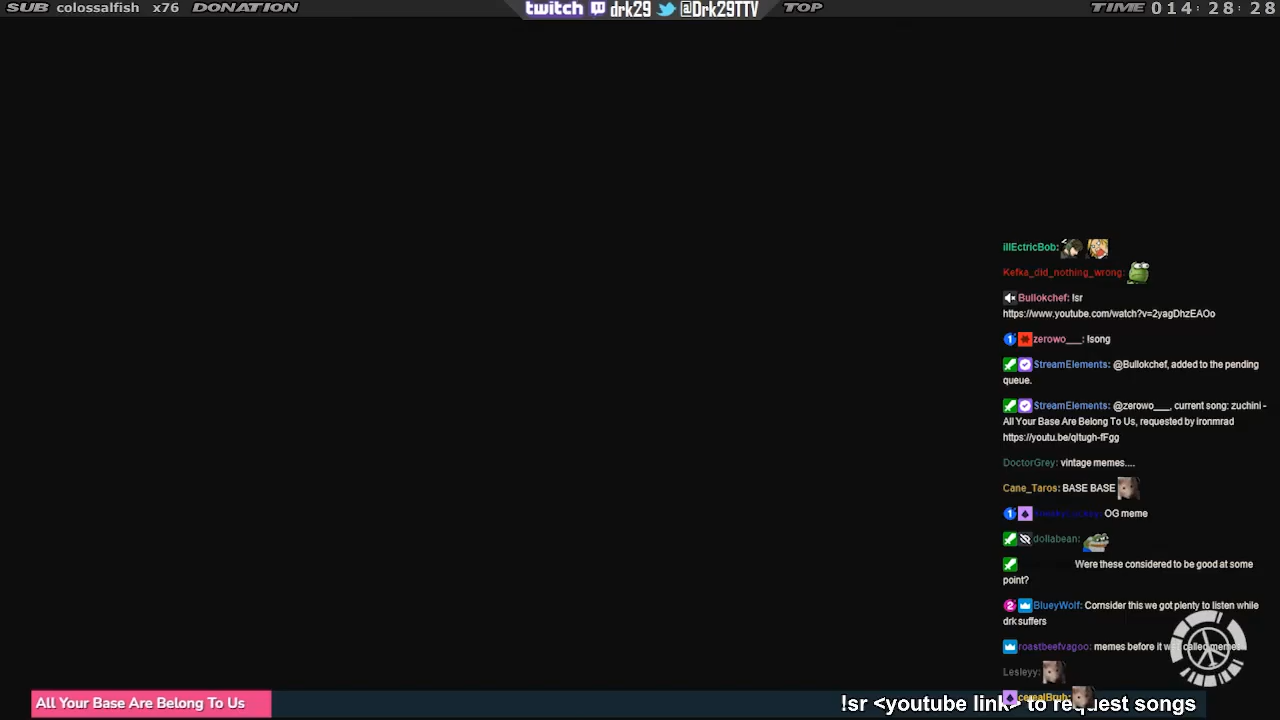 SUB colossalfish x76 DONATION
twitch drk29 @Drk29TTV
TOP
TIME 014:28:28
illEctricBob:
Kefka_did_nothing_wrong:
Bullokchef: !sr
https://www.youtube.com/watch?v=2yagDhzEAOo
zerowo___: !song
StreamElements: @Bullokchef, added to the pending
queue.
StreamElements: @zerowo___, current song: zuchini -
All Your Base Are Belong To Us, requested by ironmrad
https://youtu.be/qItugh-fFgg
DoctorGrey: vintage memes....
Cane_Taros: BASE BASE
OG meme
dollabean:
Were these considered to be good at some
point?
BlueyWolf: Cornsider this we got plenty to listen while
drk suffers
roastbeefvagoo: memes before it was called memes
Lesleyy:
cerealBrub:
All Your Base Are Belong To Us
!sr <youtube link> to request songs